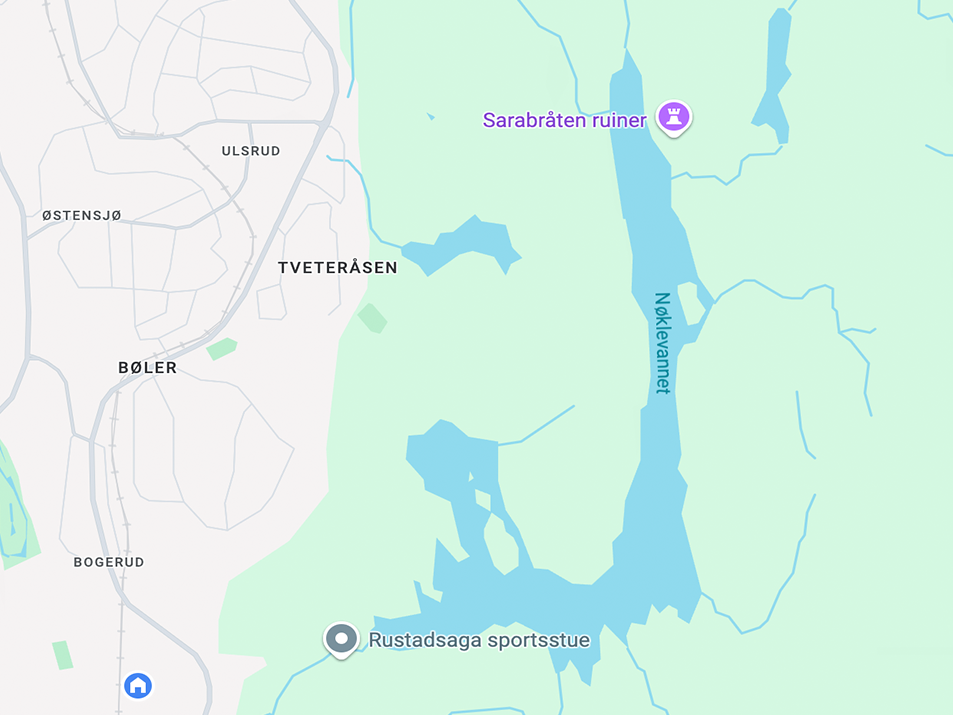 Sarabråten ruiner
ULSRUD
ØSTENSJØ
TVETERÅSEN
Nøklevannet
BØLER
BOGERUD
Rustadsaga sportsstue